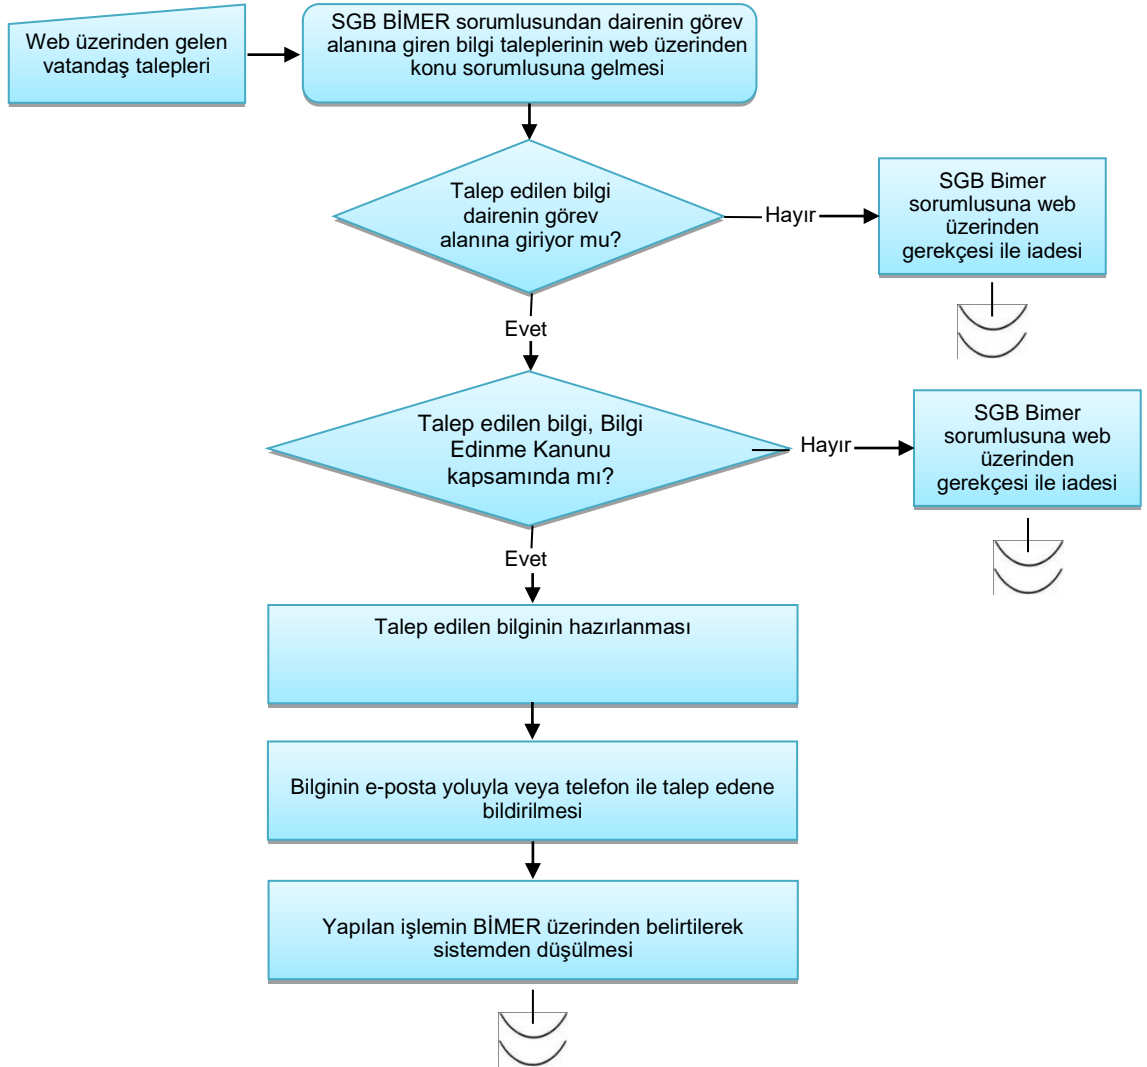 Web üzerinden gelen
vatandaş talepleri
SGB BİMER sorumlusundan dairenin görev
alanına giren bilgi taleplerinin web üzerinden
konu sorumlusuna gelmesi
Talep edilen bilgi
dairenin görev
alanına giriyor mu?
Hayır
SGB Bimer
sorumlusuna web
üzerinden
gerekçesi ile iadesi
Evet
Talep edilen bilgi, Bilgi
Edinme Kanunu
kapsamında mı?
Hayır
SGB Bimer
sorumlusuna web
üzerinden
gerekçesi ile iadesi
Evet
Talep edilen bilginin hazırlanması
Bilginin e-posta yoluyla veya telefon ile talep edene
bildirilmesi
Yapılan işlemin BİMER üzerinden belirtilerek
sistemden düşülmesi